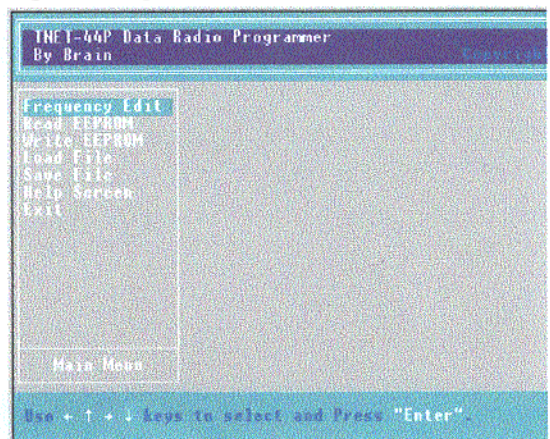 TNET-44P Data Radio Programmer
By Brain
Frequency Edit
Read EEPROM
Write EEPROM
Load File
Save File
Help Screen
Exit
Main Menu
Use ← ↑ → ↓ keys to select and Press "Enter".